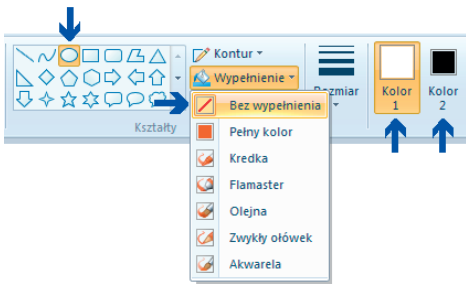 Kontur
Wypełnienie
Rozmiar
Kolor
1
Kolor
2
Kształty
Bez wypełnienia
Pełny kolor
Kredka
Flamaster
Olejna
Zwykły ołówek
Akwarela